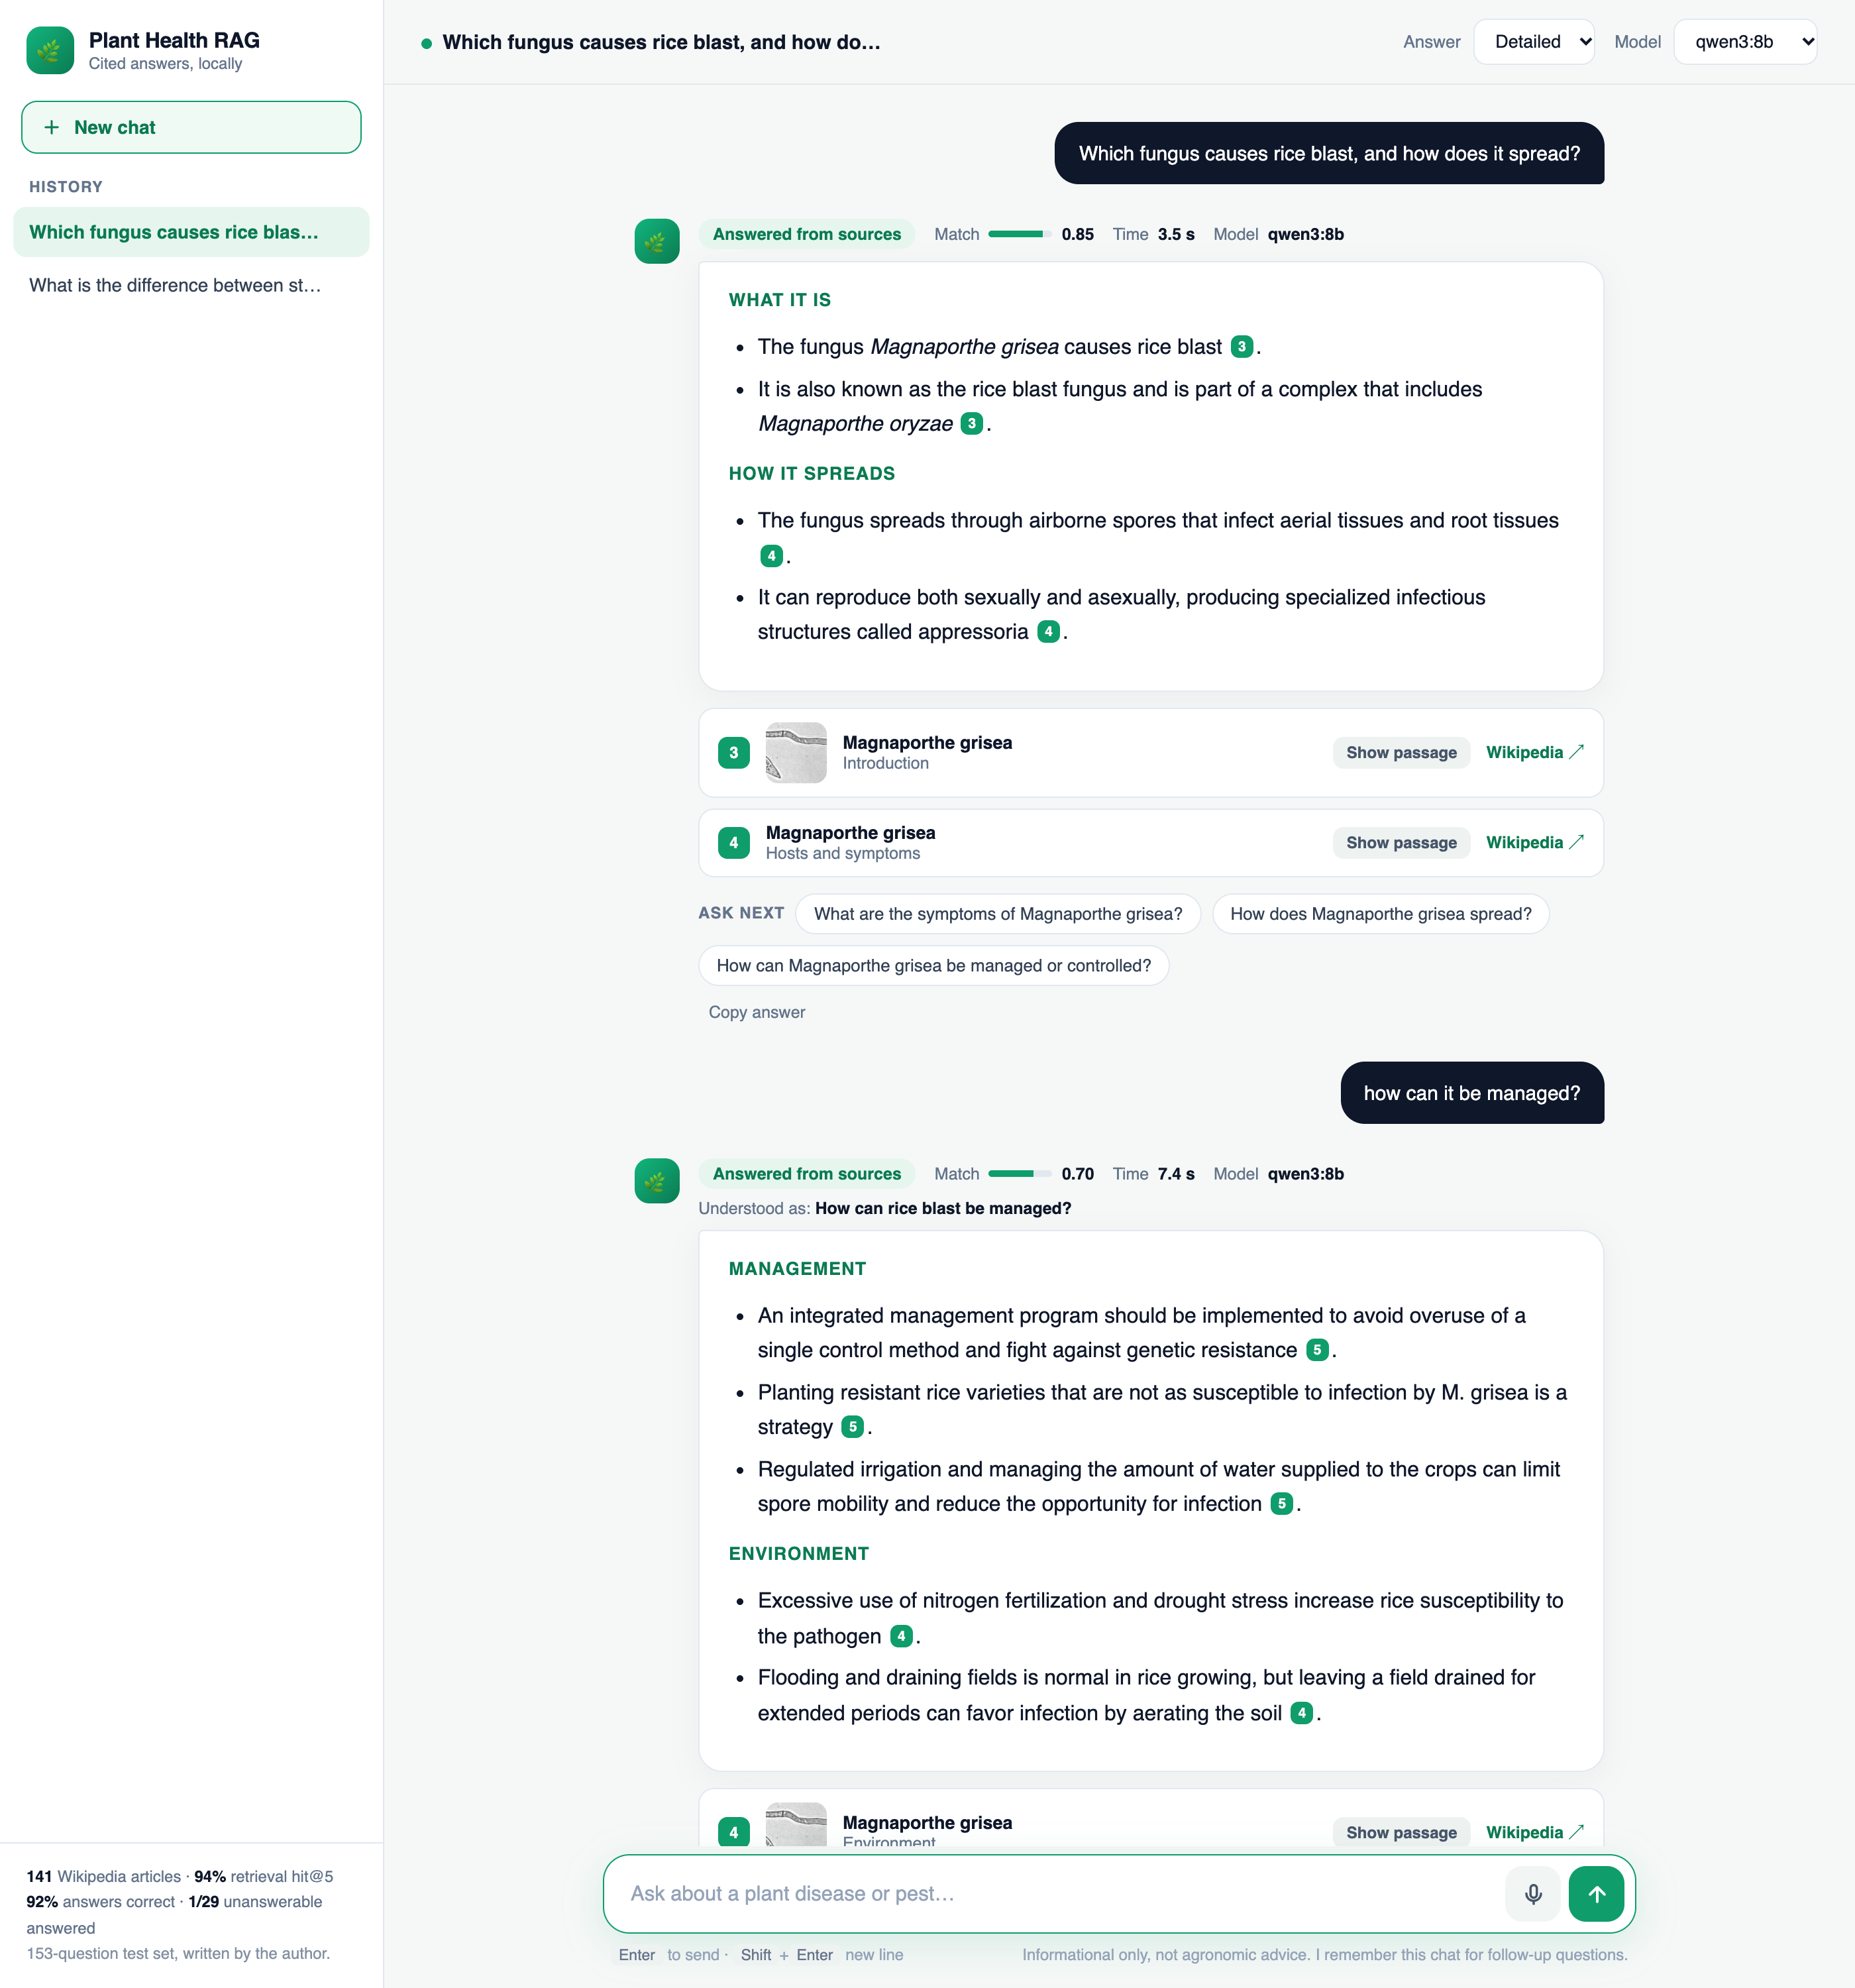 Plant Health RAG
Cited answers, locally
+ New chat
HISTORY
Which fungus causes rice blas…
What is the difference between st…
141 Wikipedia articles · 94% retrieval hit@5
92% answers correct · 1/29 unanswerable
answered
153-question test set, written by the author.
Which fungus causes rice blast, and how do…
Answer Detailed Model qwen3:8b
Which fungus causes rice blast, and how does it spread?
Answered from sources Match 0.85 Time 3.5 s Model qwen3:8b
WHAT IT IS
• The fungus Magnaporthe grisea causes rice blast 3.
• It is also known as the rice blast fungus and is part of a complex that includes
Magnaporthe oryzae 3.
HOW IT SPREADS
• The fungus spreads through airborne spores that infect aerial tissues and root tissues
4.
• It can reproduce both sexually and asexually, producing specialized infectious
structures called appressoria 4.
3 Magnaporthe grisea Show passage Wikipedia ↗
Introduction
4 Magnaporthe grisea Show passage Wikipedia ↗
Hosts and symptoms
ASK NEXT What are the symptoms of Magnaporthe grisea? How does Magnaporthe grisea spread?
How can Magnaporthe grisea be managed or controlled?
Copy answer
how can it be managed?
Answered from sources Match 0.70 Time 7.4 s Model qwen3:8b
Understood as: How can rice blast be managed?
MANAGEMENT
• An integrated management program should be implemented to avoid overuse of a
single control method and fight against genetic resistance 5.
• Planting resistant rice varieties that are not as susceptible to infection by M. grisea is a
strategy 5.
• Regulated irrigation and managing the amount of water supplied to the crops can limit
spore mobility and reduce the opportunity for infection 5.
ENVIRONMENT
• Excessive use of nitrogen fertilization and drought stress increase rice susceptibility to
the pathogen 4.
• Flooding and draining fields is normal in rice growing, but leaving a field drained for
extended periods can favor infection by aerating the soil 4.
4 Magnaporthe grisea Show passage Wikipedia ↗
Environment
Ask about a plant disease or pest…
Enter to send · Shift + Enter new line
Informational only, not agronomic advice. I remember this chat for follow-up questions.